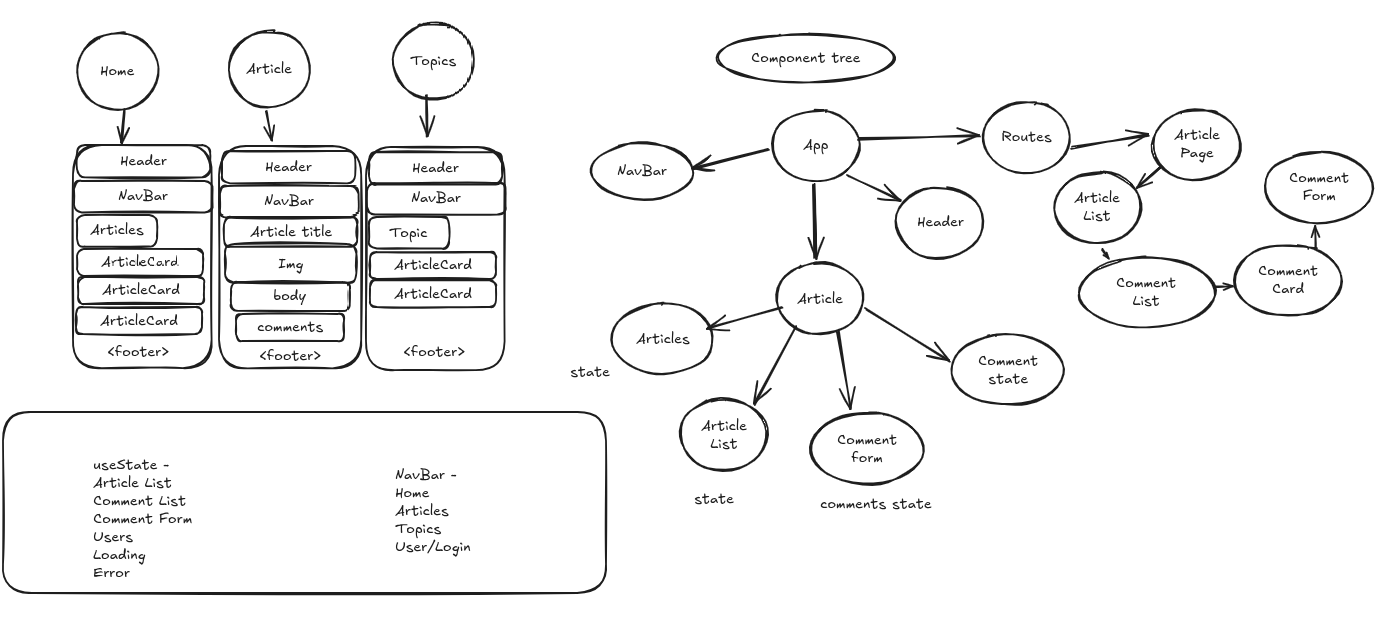 Home
Article
Topics
Header
NavBar
Articles
ArticleCard
ArticleCard
ArticleCard
<footer>
Header
NavBar
Article title
Img
body
comments
<footer>
Header
NavBar
Topic
ArticleCard
ArticleCard
<footer>
useState -
Article List
Comment List
Comment Form
Users
Loading
Error
NavBar -
Home
Articles
Topics
User/Login
Component tree
App
Routes
Article
Page
NavBar
Header
Article
List
Comment
Form
Comment
List
Comment
Card
Article
Articles
state
Article
List
state
Comment
form
comments state
Comment
state